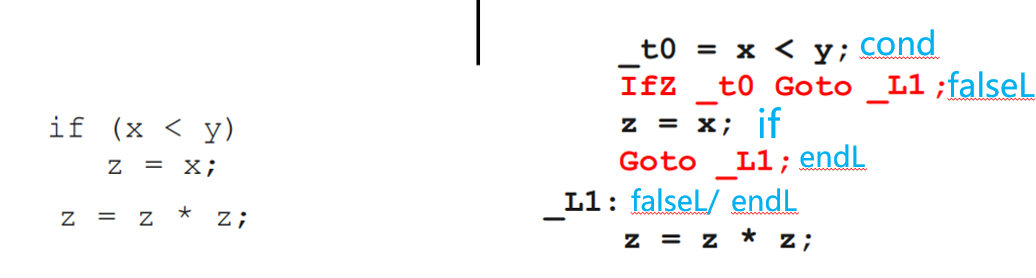 if (x < y)
z = x;
z = z * z;
_t0 = x < y; cond
IfZ _t0 Goto _L1 ;falseL
z = x; if
Goto _L1; endL
_L1: falseL/ endL
z = z * z;